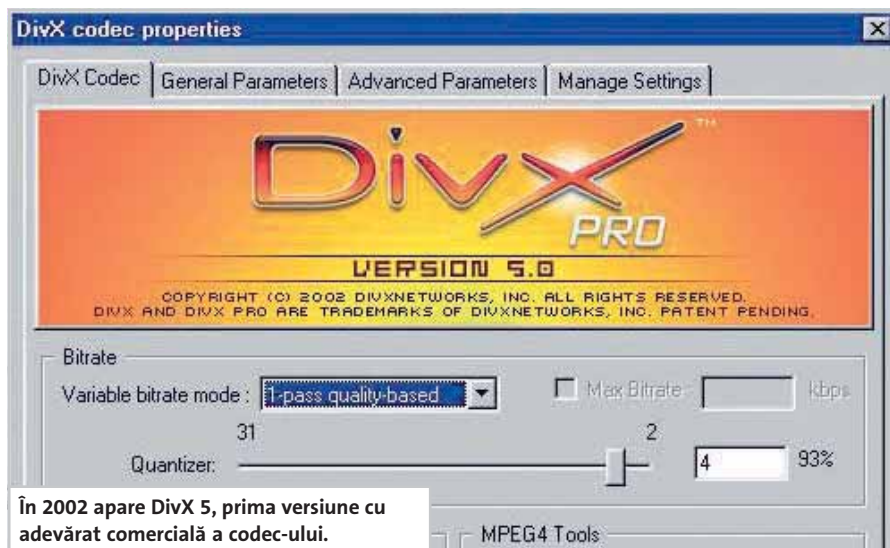 DivX codec properties
DivX Codec
General Parameters
Advanced Parameters
Manage Settings
DivX™
PRO
VERSION 5.0
COPYRIGHT (C) 2002 DIVXNETWORKS, INC. ALL RIGHTS RESERVED.
DIVX AND DIVX PRO ARE TRADEMARKS OF DIVXNETWORKS, INC. PATENT PENDING.
Bitrate
Variable bitrate mode : 1-pass quality-based
Max Bitrate: kbps
31 2
Quantizer: 4 93%
În 2002 apare DivX 5, prima versiune cu
adevărat comercială a codec-ului.
MPEG4 Tools